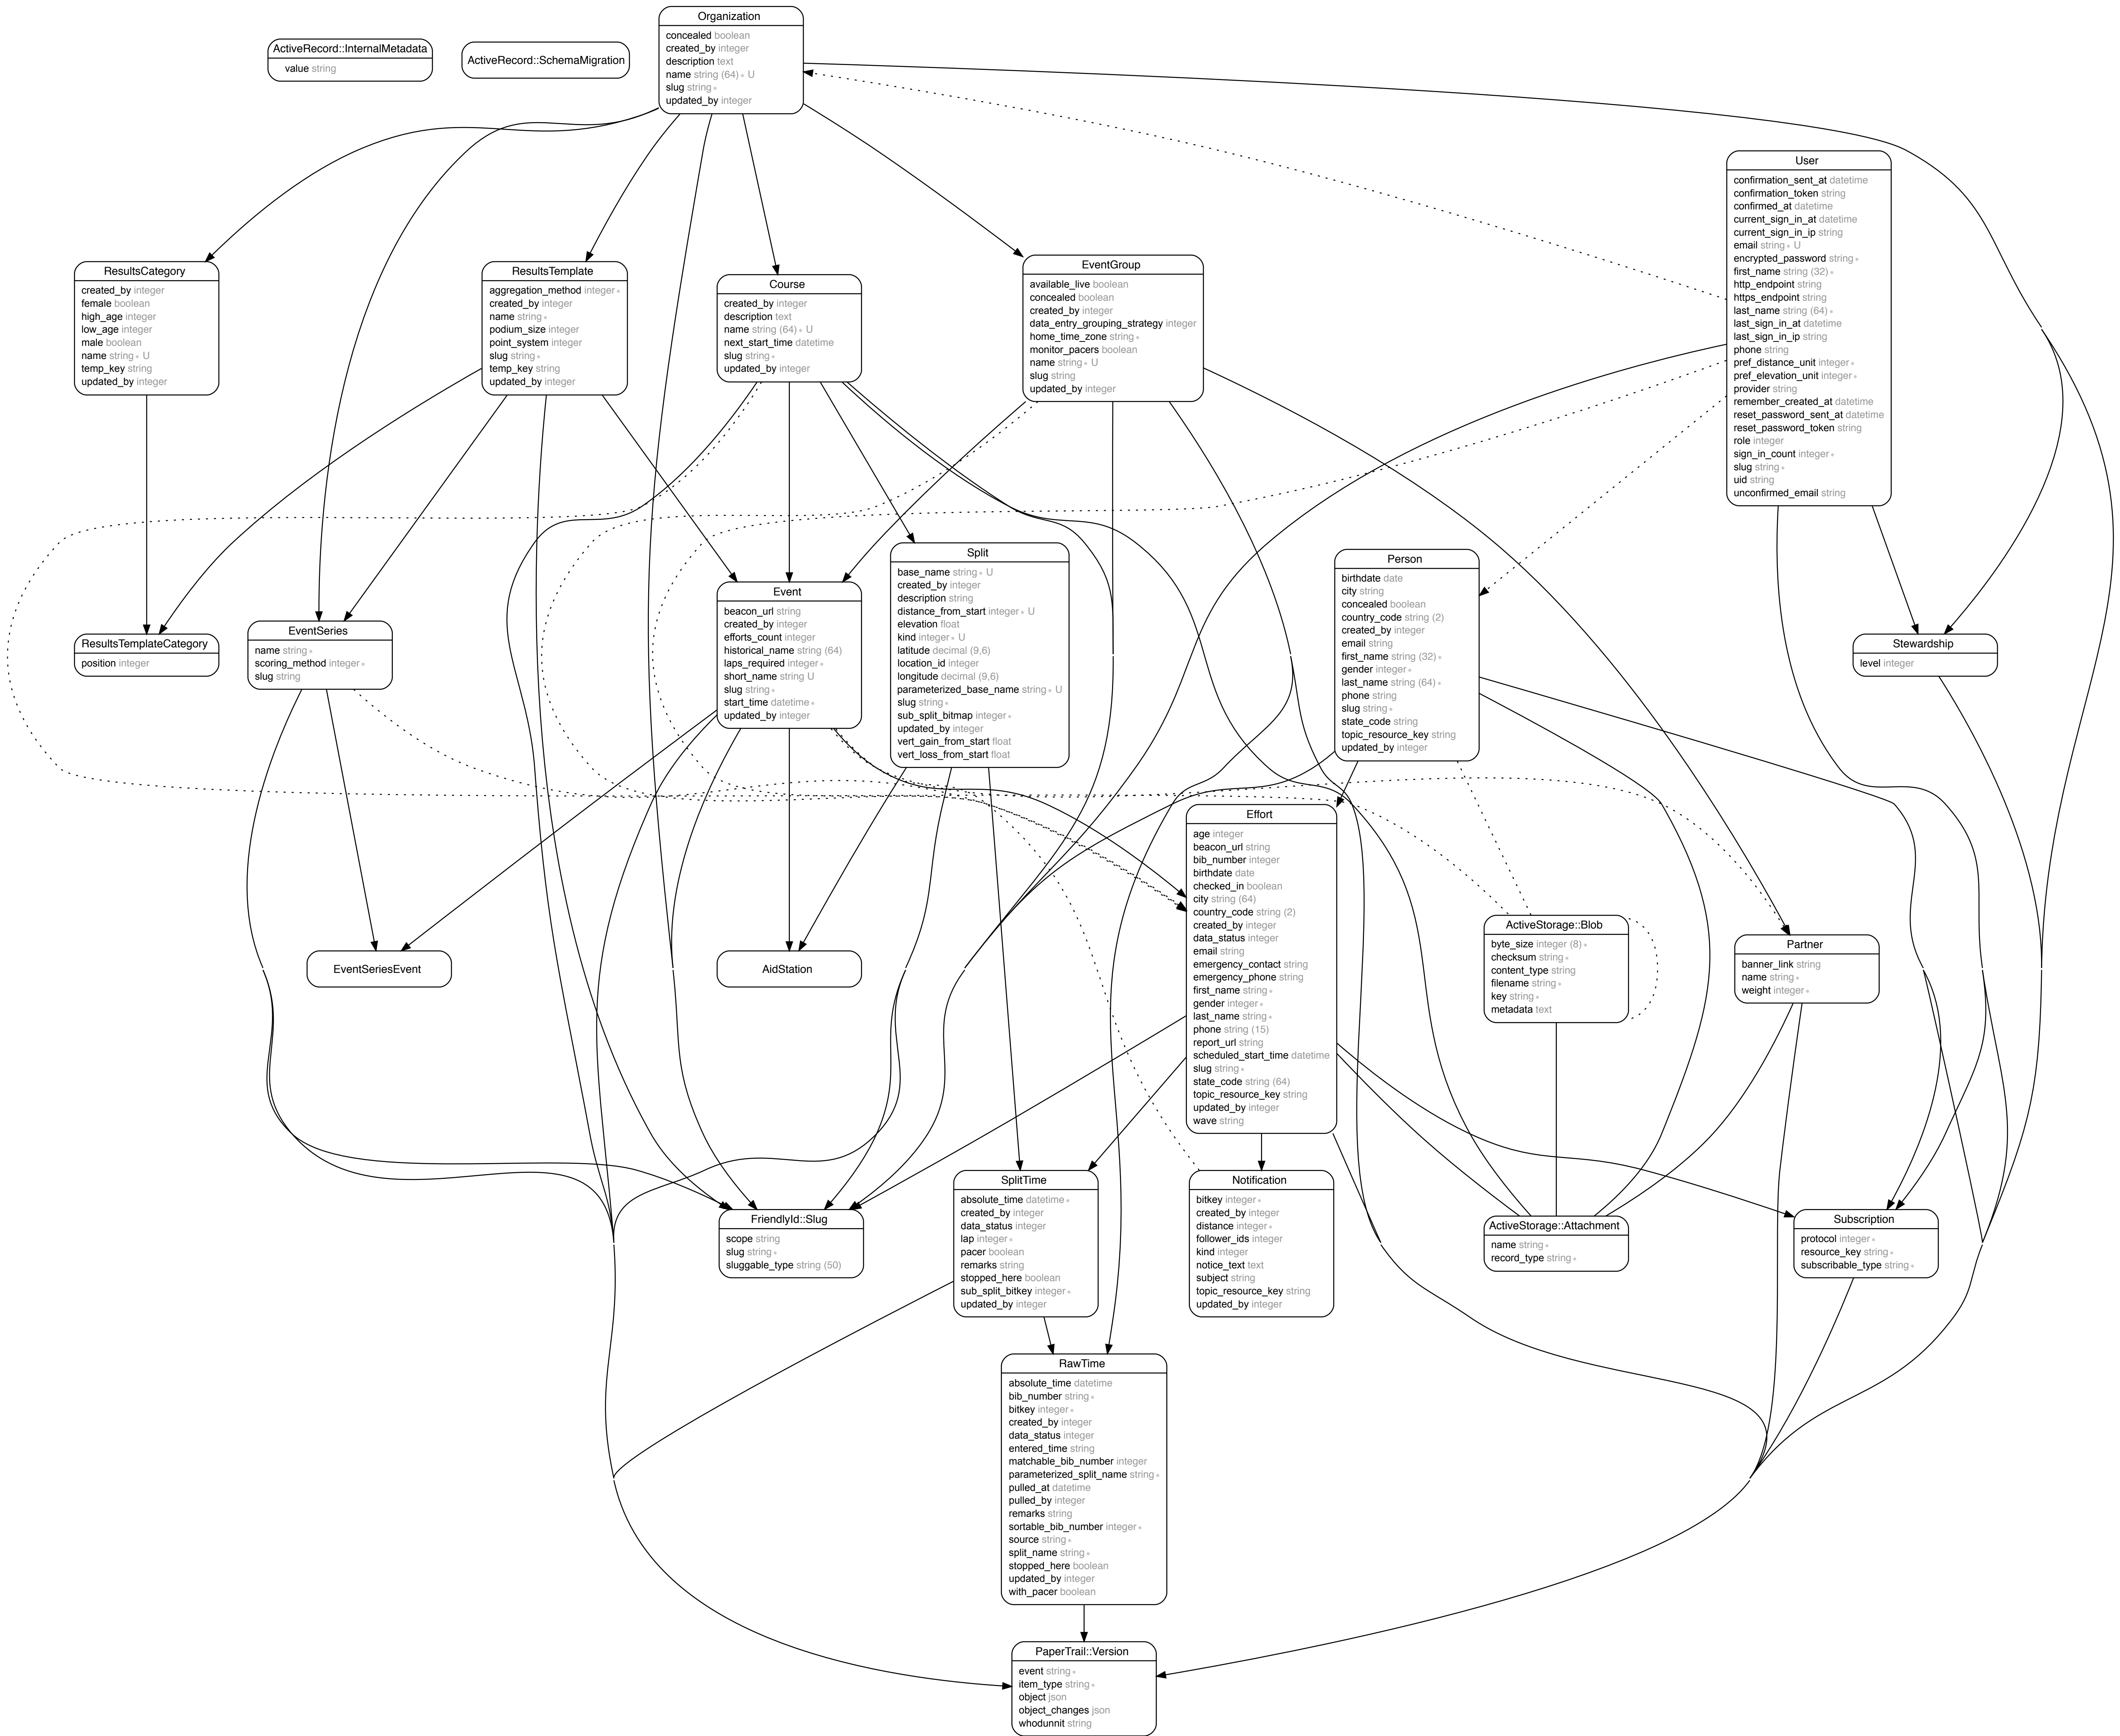 Organization
concealed boolean
created_by integer
description text
name string (64)∗ U
slug string∗
updated_by integer
ActiveRecord::InternalMetadata
value string
ActiveRecord::SchemaMigration
User
confirmation_sent_at datetime
confirmation_token string
confirmed_at datetime
current_sign_in_at datetime
current_sign_in_ip string
email string∗ U
encrypted_password string∗
first_name string (32)∗
http_endpoint string
https_endpoint string
last_name string (64)∗
last_sign_in_at datetime
last_sign_in_ip string
phone string
pref_distance_unit integer∗
pref_elevation_unit integer∗
provider string
remember_created_at datetime
reset_password_sent_at datetime
reset_password_token string
role integer
sign_in_count integer∗
slug string∗
uid string
unconfirmed_email string
ResultsCategory
created_by integer
female boolean
high_age integer
low_age integer
male boolean
name string∗ U
temp_key string
updated_by integer
ResultsTemplate
aggregation_method integer∗
created_by integer
name string∗
podium_size integer
point_system integer
slug string∗
temp_key string
updated_by integer
Course
created_by integer
description text
name string (64)∗ U
next_start_time datetime
slug string∗
updated_by integer
EventGroup
available_live boolean
concealed boolean
created_by integer
data_entry_grouping_strategy integer
home_time_zone string∗
monitor_pacers boolean
name string∗ U
slug string
updated_by integer
Split
base_name string∗ U
created_by integer
description string
distance_from_start integer∗ U
elevation float
kind integer∗ U
latitude decimal (9,6)
location_id integer
longitude decimal (9,6)
parameterized_base_name string∗ U
slug string∗
sub_split_bitmap integer∗
updated_by integer
vert_gain_from_start float
vert_loss_from_start float
Person
birthdate date
city string
concealed boolean
country_code string (2)
created_by integer
email string
first_name string (32)∗
gender integer∗
last_name string (64)∗
phone string
slug string∗
state_code string
topic_resource_key string
updated_by integer
Event
beacon_url string
created_by integer
efforts_count integer
historical_name string (64)
laps_required integer∗
short_name string U
slug string∗
start_time datetime∗
updated_by integer
ResultsTemplateCategory
position integer
EventSeries
name string∗
scoring_method integer∗
slug string
Stewardship
level integer
Effort
age integer
beacon_url string
bib_number integer
birthdate date
checked_in boolean
city string (64)
country_code string (2)
created_by integer
data_status integer
email string
emergency_contact string
emergency_phone string
first_name string∗
gender integer∗
last_name string∗
phone string (15)
report_url string
scheduled_start_time datetime
slug string∗
state_code string (64)
topic_resource_key string
updated_by integer
wave string
ActiveStorage::Blob
byte_size integer (8)∗
checksum string∗
content_type string
filename string∗
key string∗
metadata text
Partner
banner_link string
name string∗
weight integer∗
EventSeriesEvent
AidStation
SplitTime
absolute_time datetime∗
created_by integer
data_status integer
lap integer∗
pacer boolean
remarks string
stopped_here boolean
sub_split_bitkey integer∗
updated_by integer
Notification
bitkey integer∗
created_by integer
distance integer∗
follower_ids integer
kind integer
notice_text text
subject string
topic_resource_key string
updated_by integer
FriendlyId::Slug
scope string
slug string∗
sluggable_type string (50)
ActiveStorage::Attachment
name string∗
record_type string∗
Subscription
protocol integer∗
resource_key string∗
subscribable_type string∗
RawTime
absolute_time datetime
bib_number string∗
bitkey integer∗
created_by integer
data_status integer
entered_time string
matchable_bib_number integer
parameterized_split_name string∗
pulled_at datetime
pulled_by integer
remarks string
sortable_bib_number integer∗
source string∗
split_name string∗
stopped_here boolean
updated_by integer
with_pacer boolean
PaperTrail::Version
event string∗
item_type string∗
object json
object_changes json
whodunnit string